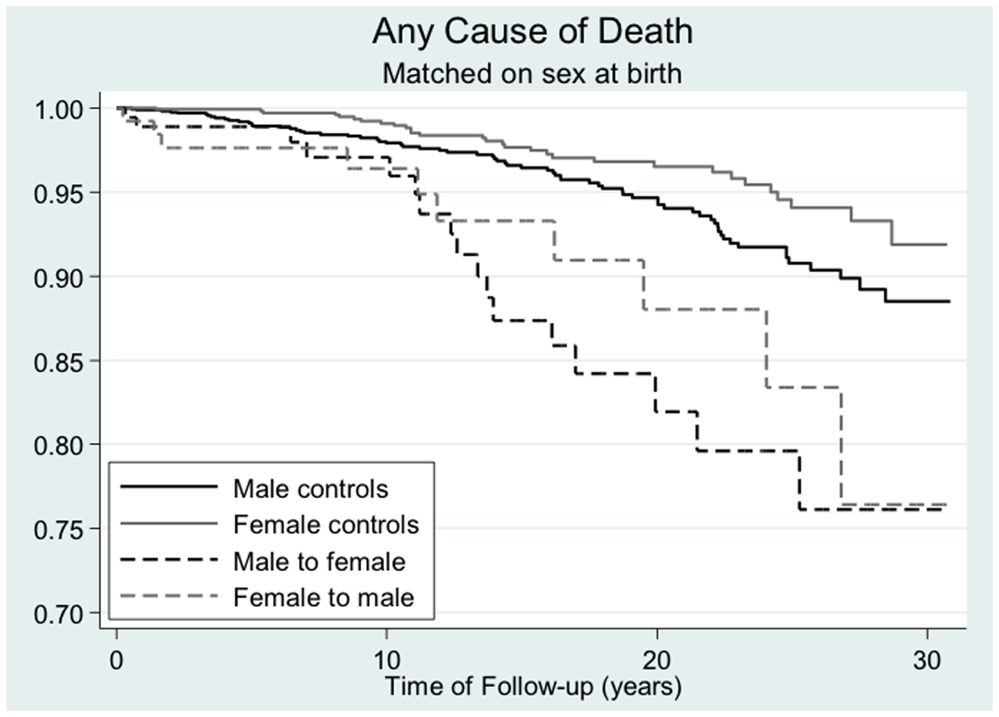 Any Cause of Death
Matched on sex at birth
1.00
0.95
0.90
0.85
0.80
0.75
0.70
Male controls
Female controls
Male to female
Female to male
0 10 20 30
Time of Follow-up (years)